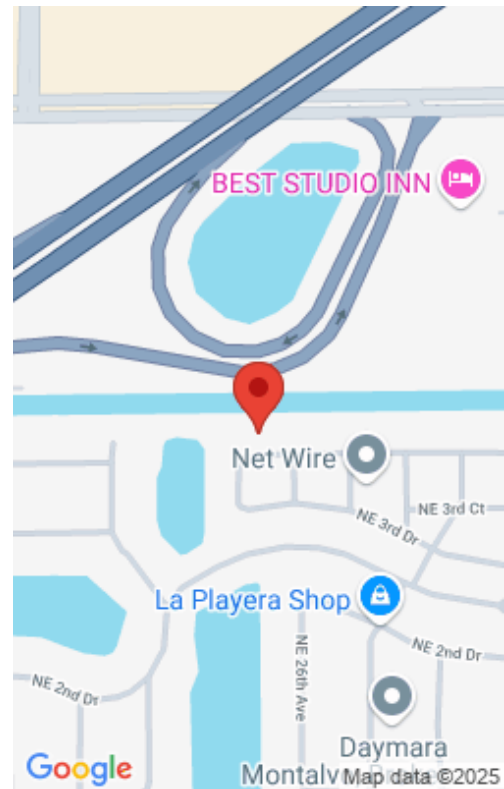 BEST STUDIO INN
Net Wire
NE 3rd Ct
NE 3rd Dr
La Playera Shop
NE 2nd Dr
NE 26th Ave
NE 2nd Dr
Daymara
Google
Map data ©2025